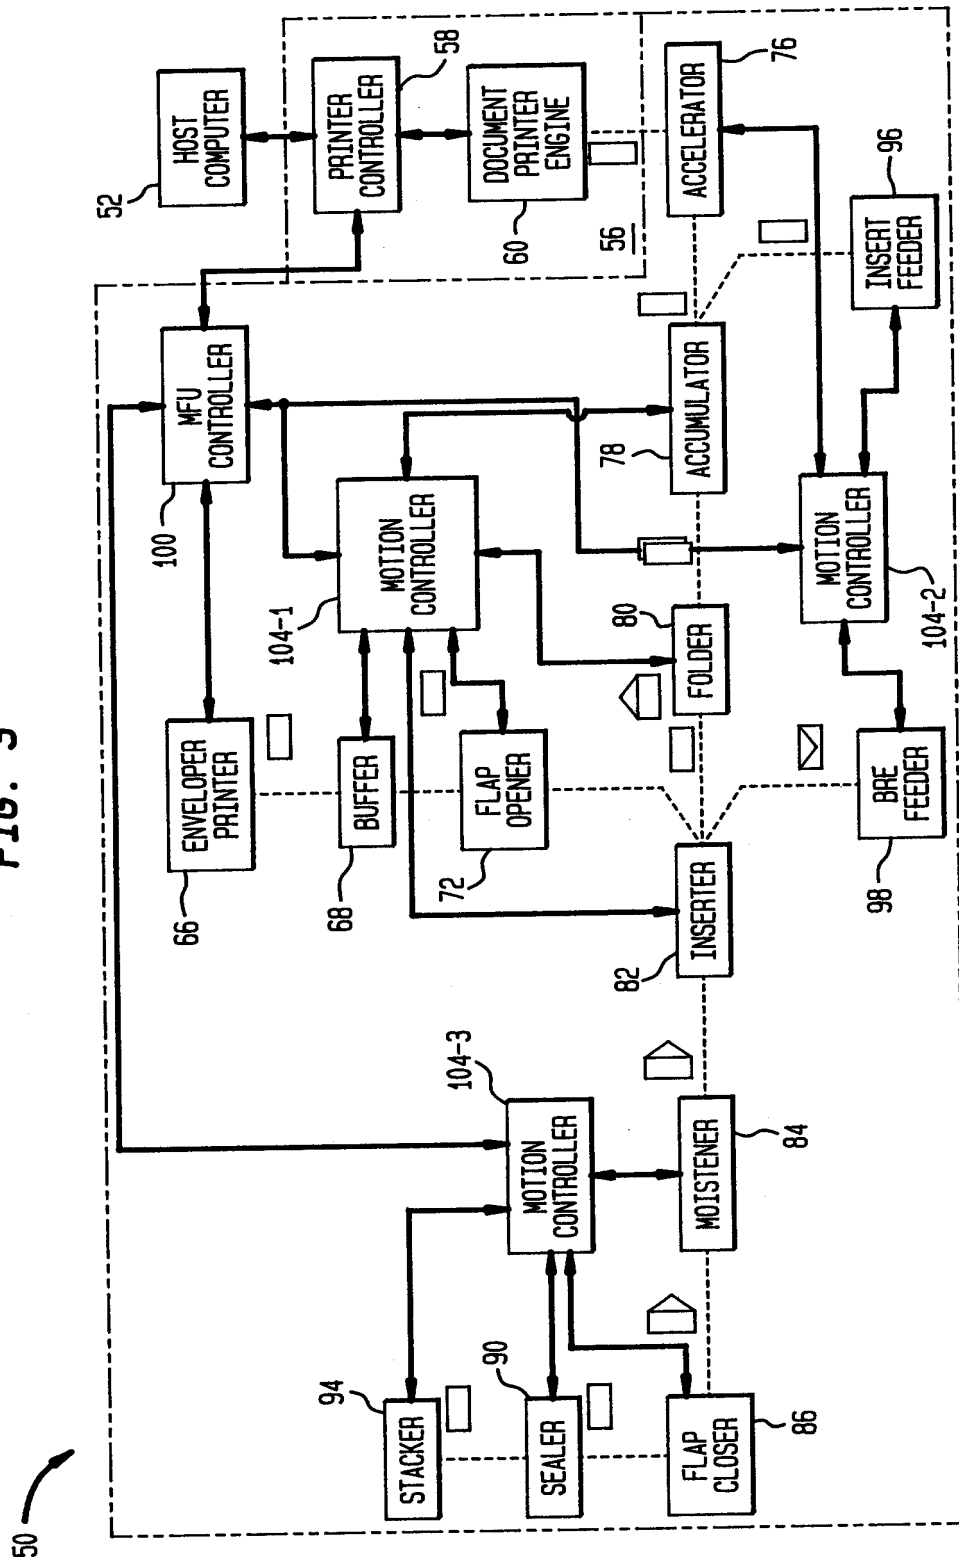 FIG.
50
52
HOST
COMPUTER
58
PRINTER
CONTROLLER
DOCUMENT
PRINTER
ENGINE
60
56
76
ACCELERATOR
96
INSERT
FEEDER
MFU
CONTROLLER
100
ACCUMULATOR
78
MOTION
CONTROLLER
104-1
MOTION
CONTROLLER
104-2
80
FOLDER
ENVELOPER
PRINTER
66
BUFFER
68
FLAP
OPENER
72
BRE
FEEDER
98
INSERTER
82
104-3
MOTION
CONTROLLER
MOISTENER
84
94
STACKER
90
SEALER
FLAP
CLOSER
86